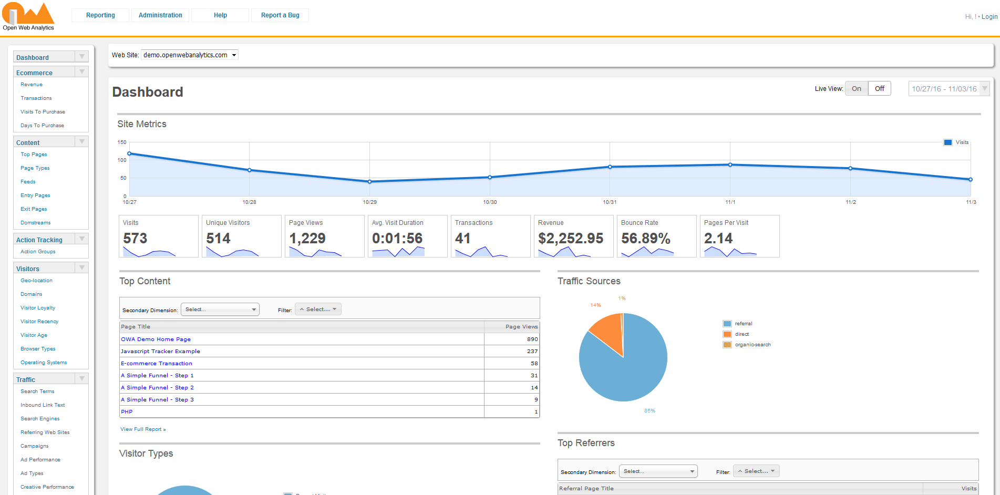 Open Web Analytics
Reporting
Administration
Help
Report a Bug
Hi, ! • Login
Dashboard
Ecommerce
Revenue
Transactions
Visits To Purchase
Days To Purchase
Content
Top Pages
Page Types
Feeds
Entry Pages
Exit Pages
Domstreams
Action Tracking
Action Groups
Visitors
Geo-location
Domains
Visitor Loyalty
Visitor Recency
Visitor Age
Browser Types
Operating Systems
Traffic
Search Terms
Inbound Link Text
Search Engines
Referring Web Sites
Campaigns
Ad Performance
Ad Types
Creative Performance
Web Site: demo.openwebanalytics.com
Dashboard
Live View: On Off
10/27/16 - 11/03/16
Site Metrics
Visits
150
100
50
0
10/27 10/28 10/29 10/30 10/31 11/1 11/2 11/3
Visits
573
Unique Visitors
514
Page Views
1,229
Avg. Visit Duration
0:01:56
Transactions
41
Revenue
$2,252.95
Bounce Rate
56.89%
Pages Per Visit
2.14
Top Content
Secondary Dimension: Select... Filter: Select...
Page Title Page Views
OWA Demo Home Page 890
Javascript Tracker Example 237
E-commerce Transaction 58
A Simple Funnel - Step 1 31
A Simple Funnel - Step 2 14
A Simple Funnel - Step 3 9
PHP 1
View Full Report »
Visitor Types
Traffic Sources
1%
14%
85%
referral
direct
organic-search
Top Referrers
Secondary Dimension: Select... Filter: Select...
Referral Page Title Visits